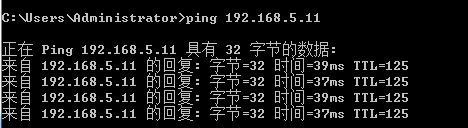 C:\Users\Administrator>ping 192.168.5.11
正在 Ping 192.168.5.11 具有 32 字节的数据:
来自 192.168.5.11 的回复: 字节=32 时间=39ms TTL=125
来自 192.168.5.11 的回复: 字节=32 时间=37ms TTL=125
来自 192.168.5.11 的回复: 字节=32 时间=39ms TTL=125
来自 192.168.5.11 的回复: 字节=32 时间=37ms TTL=125